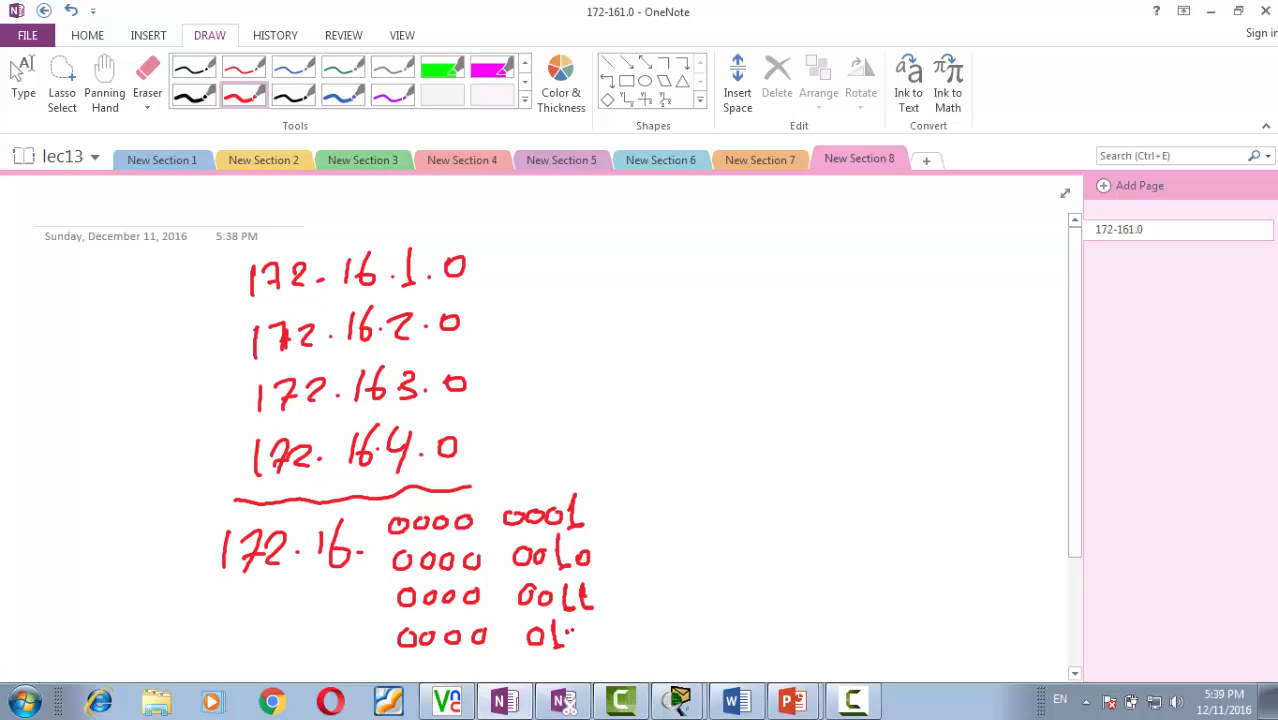 172-161.0 - OneNote
Sign in
FILE HOME INSERT DRAW HISTORY REVIEW VIEW
Type
Lasso Select
Panning Hand
Eraser
Color & Thickness
Insert Space
Delete
Arrange
Rotate
Ink to Text
Ink to Math
Tools
Shapes
Edit
Convert
lec13
New Section 1 New Section 2 New Section 3 New Section 4 New Section 5 New Section 6 New Section 7 New Section 8
Search (Ctrl+E)
Add Page
172-161.0
Sunday, December 11, 2016 5:38 PM
172.16.1.0
172.16.2.0
172.163.0
172.16.4.0
172.16. 0000 0001
0000 0010
0000 0011
0000 01
EN
5:39 PM
12/11/2016